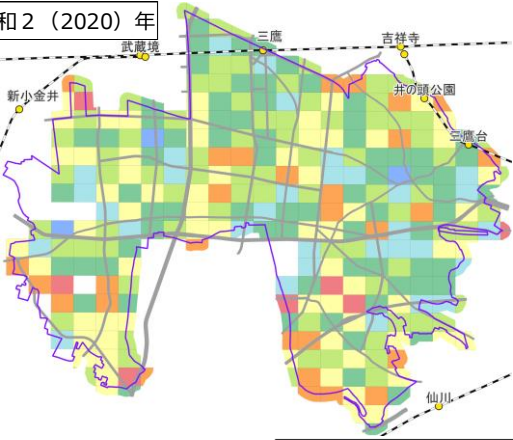 和２（2020）年
三鷹
吉祥寺
武蔵境
新小金井
井の頭公園
三鷹台
仙川